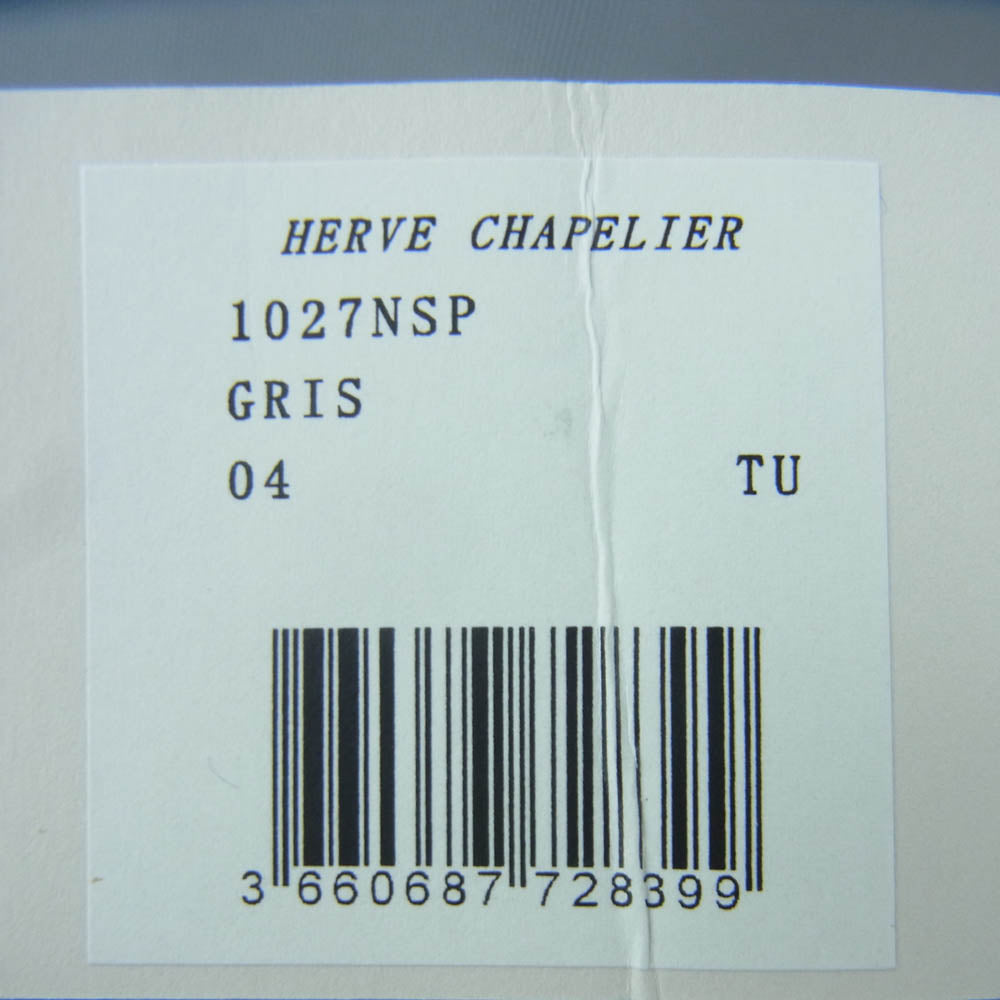 HERVE CHAPELIER
1027NSP
GRIS
04 TU
3 660687 728399